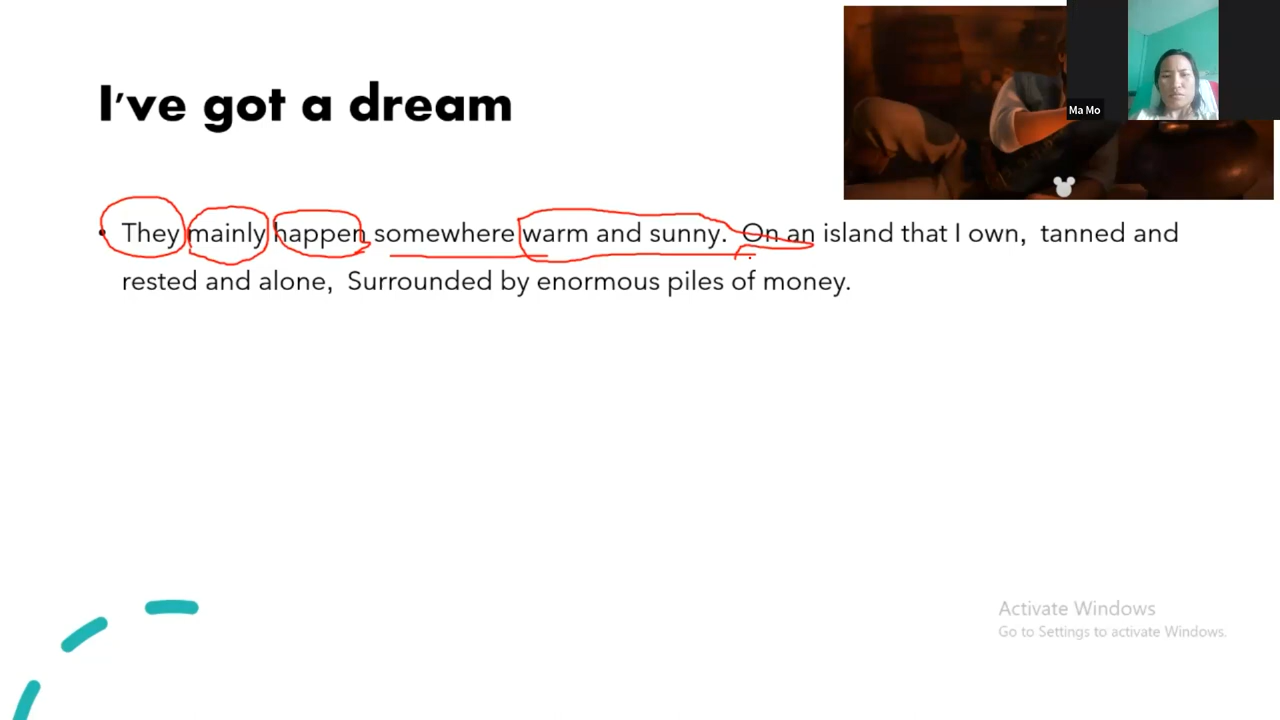 Ma Mo
I've got a dream
• They mainly happen somewhere warm and sunny. On an island that I own, tanned and
rested and alone, Surrounded by enormous piles of money.
Activate Windows
Go to Settings to activate Windows.